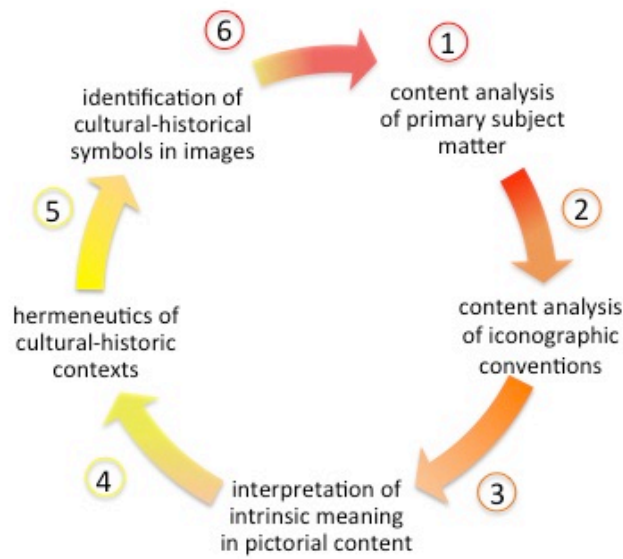 1
content analysis
of primary subject
matter
2
content analysis
of iconographic
conventions
3
interpretation of
intrinsic meaning
in pictorial content
4
hermeneutics of
cultural-historic
contexts
5
identification of
cultural-historical
symbols in images
6